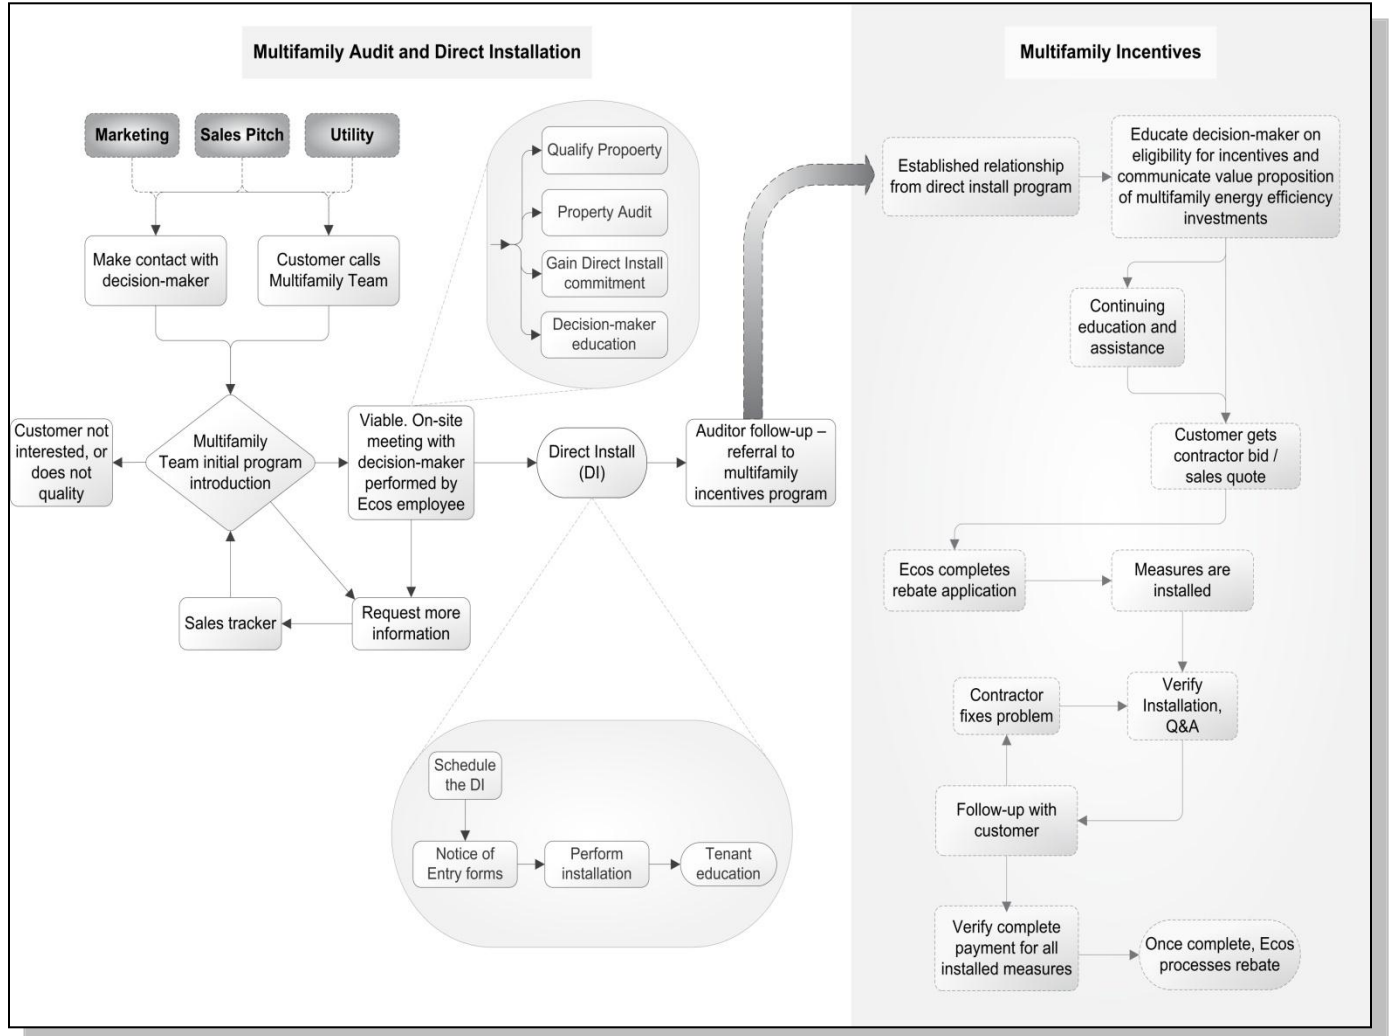 Multifamily Audit and Direct Installation
Multifamily Incentives
Marketing
Sales Pitch
Utility
Make contact with
decision-maker
Customer calls
Multifamily Team
Qualify Propoerty
Property Audit
Gain Direct Install
commitment
Decision-maker
education
Customer not
interested, or
does not
quality
Multifamily
Team initial program
introduction
Viable. On-site
meeting with
decision-maker
performed by
Ecos employee
Direct Install
(DI)
Auditor follow-up –
referral to
multifamily
incentives program
Sales tracker
Request more
information
Schedule
the DI
Notice of
Entry forms
Perform
installation
Tenant
education
Established relationship
from direct install program
Educate decision-maker on
eligibility for incentives and
communicate value proposition
of multifamily energy efficiency
investments
Continuing
education and
assistance
Customer gets
contractor bid /
sales quote
Ecos completes
rebate application
Measures are
installed
Contractor
fixes problem
Verify
Installation,
Q&A
Follow-up with
customer
Verify complete
payment for all
installed measures
Once complete, Ecos
processes rebate